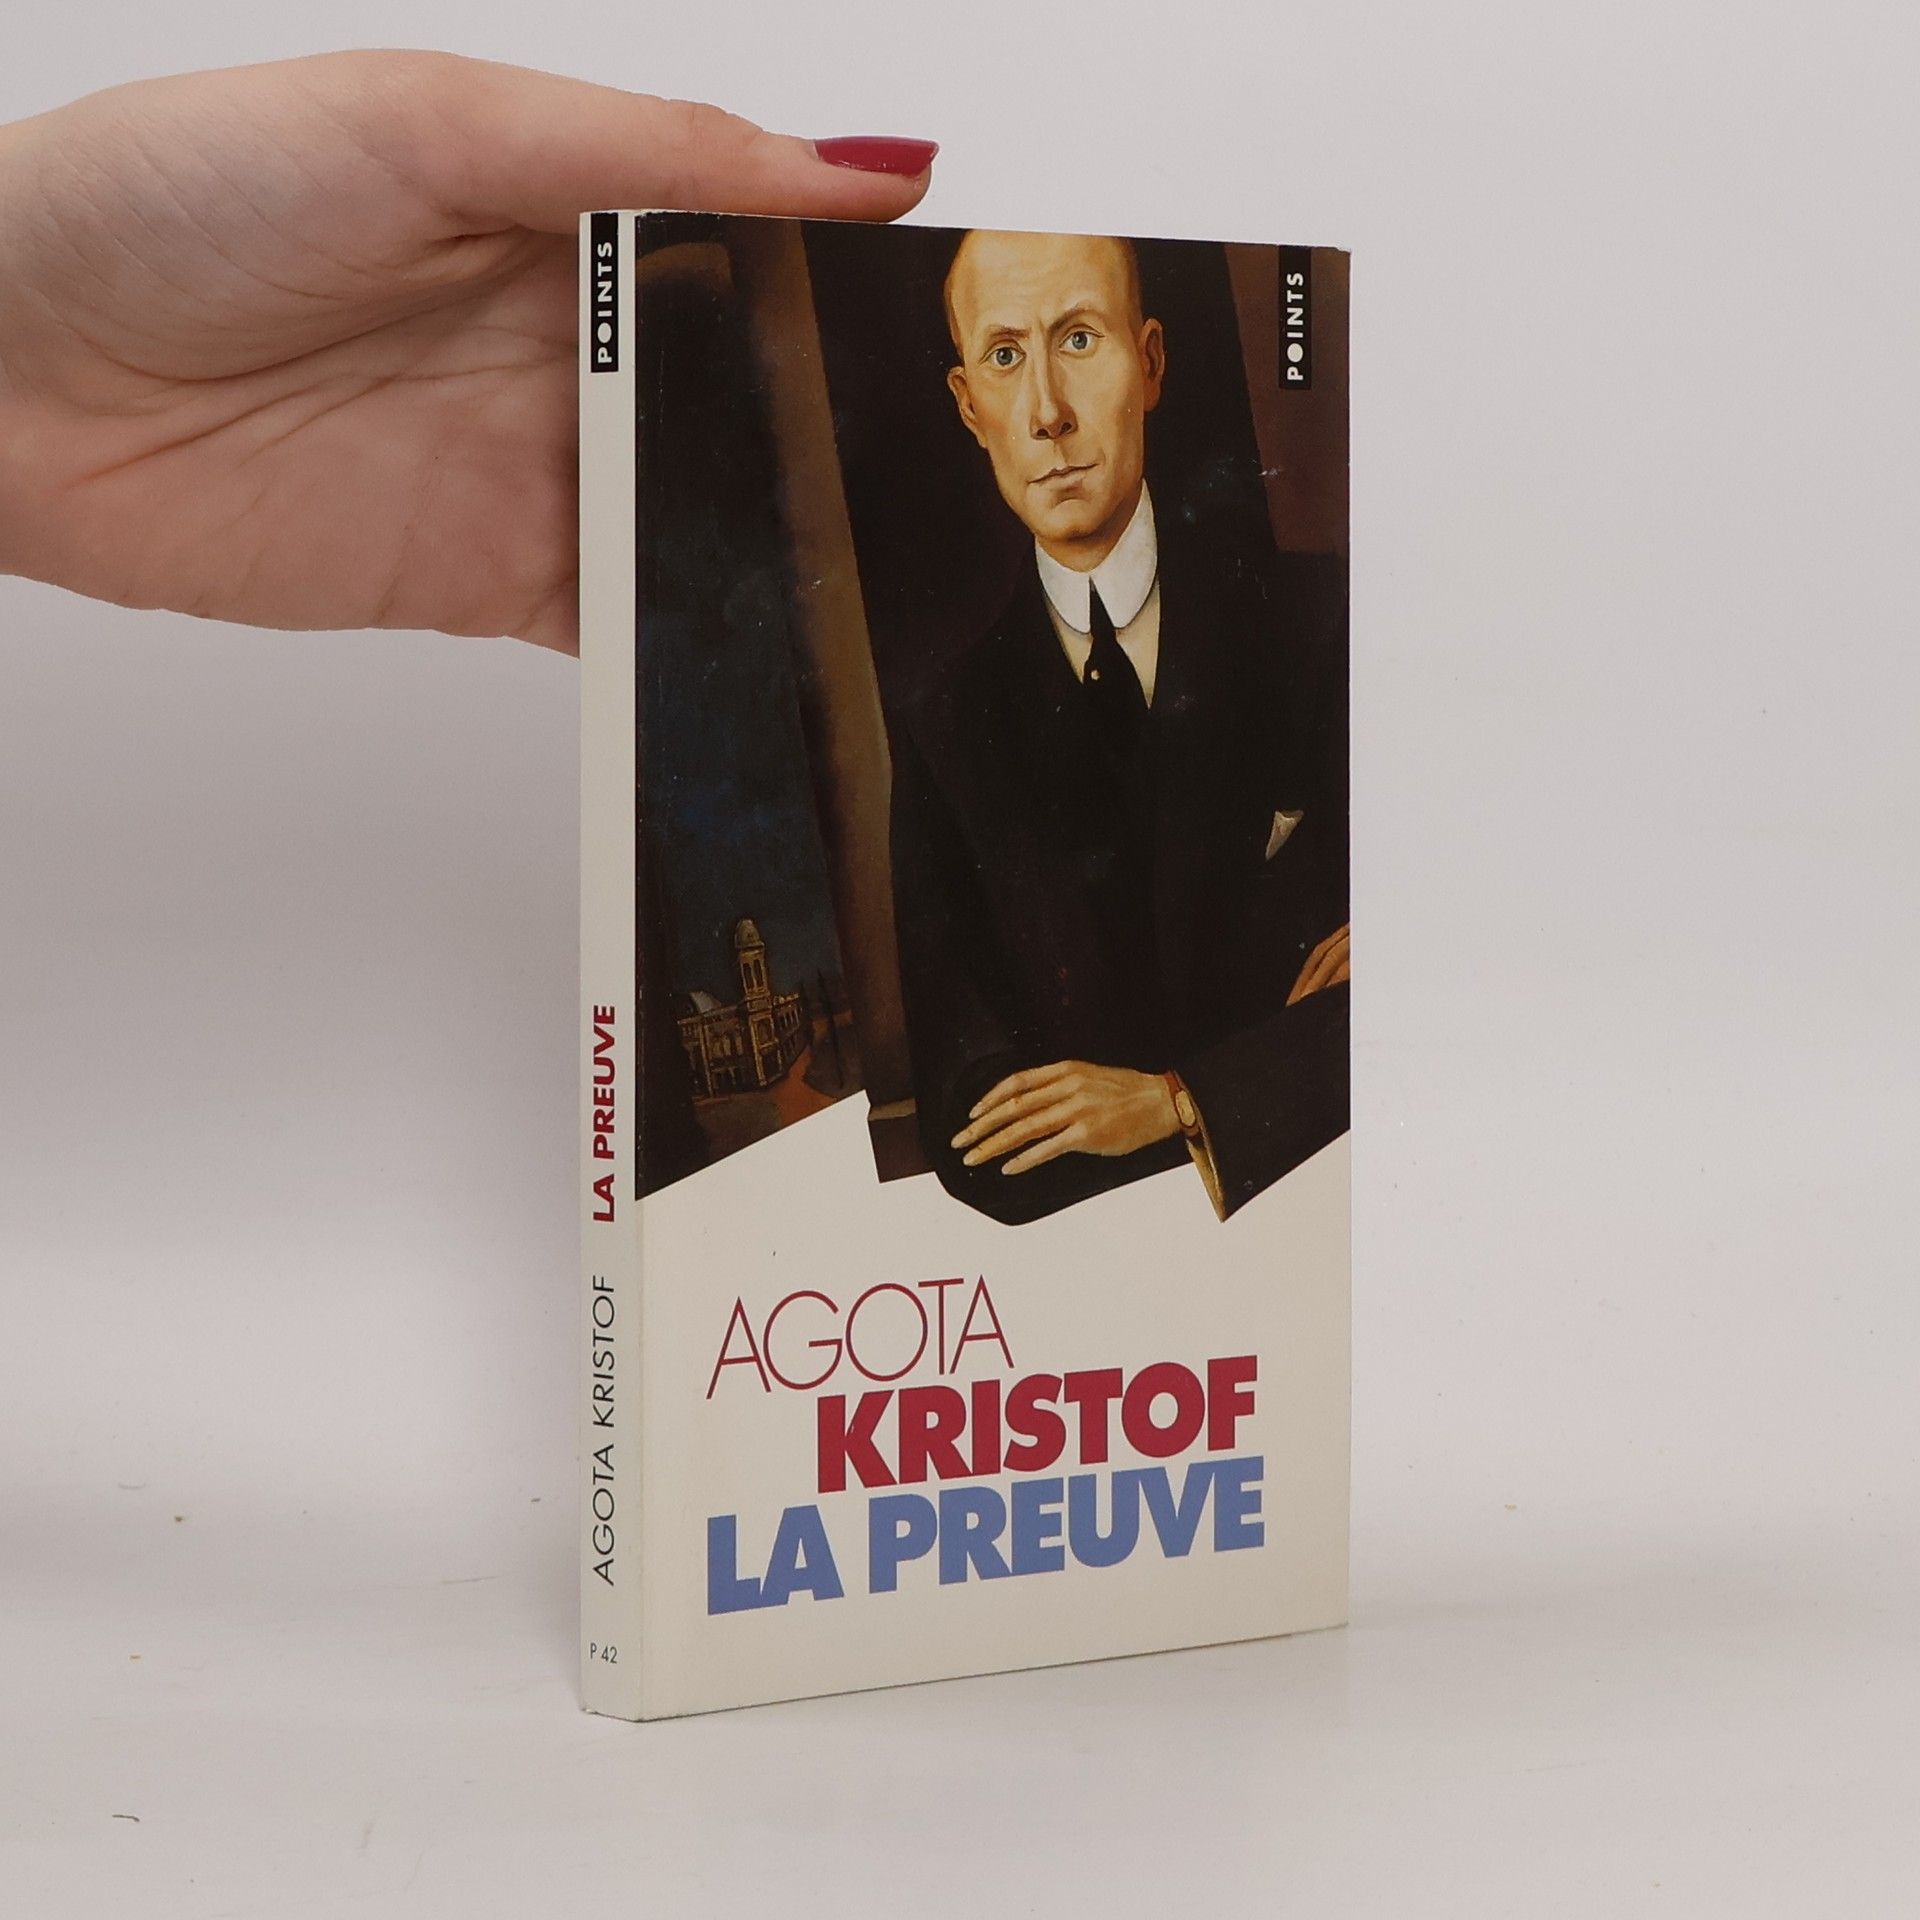 POINTS
LA PREUVE
AGOTA KRISTOF
P 42
POINTS
AGOTA
KRISTOF
LA PREUVE